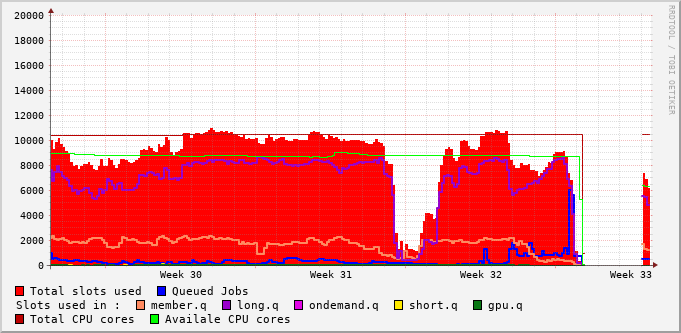 20000
18000
16000
14000
12000
10000
8000
6000
4000
2000
0
Week 30 Week 31 Week 32 Week 33
RRDTOOL / TOBI OETIKER
Total slots used Queued Jobs
Slots used in : member.q long.q ondemand.q short.q gpu.q
Total CPU cores Availale CPU cores